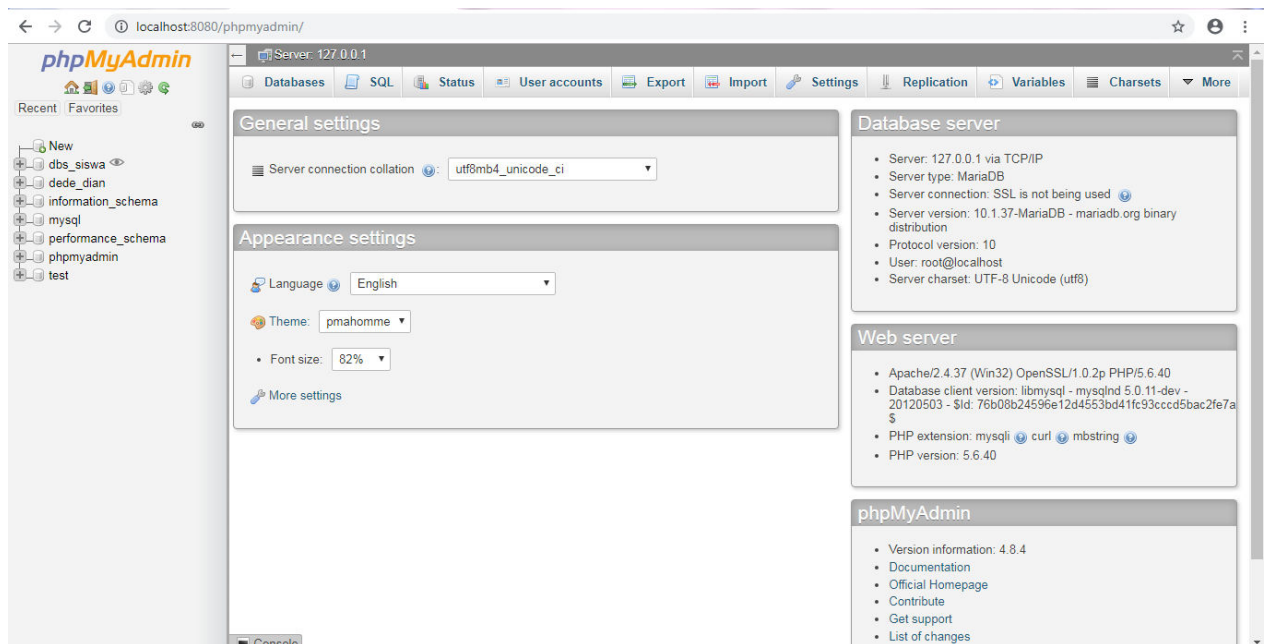 localhost:8080/phpmyadmin/
phpMyAdmin
Recent Favorites
New
dbs_siswa
dede_dian
information_schema
mysql
performance_schema
phpmyadmin
test
Server: 127.0.0.1
Databases SQL Status User accounts Export Import Settings Replication Variables Charsets More
General settings
Server connection collation : utf8mb4_unicode_ci
Appearance settings
Language English
Theme: pmahomme
Font size: 82%
More settings
Database server
Server: 127.0.0.1 via TCP/IP
Server type: MariaDB
Server connection: SSL is not being used
Server version: 10.1.37-MariaDB - mariadb.org binary
distribution
Protocol version: 10
User: root@localhost
Server charset: UTF-8 Unicode (utf8)
Web server
Apache/2.4.37 (Win32) OpenSSL/1.0.2p PHP/5.6.40
Database client version: libmysql - mysqlnd 5.0.11-dev -
20120503 - $Id: 76b08b24596e12d4553bd41fc93cccd5bac2fe7a
$
PHP extension: mysqli curl mbstring
PHP version: 5.6.40
phpMyAdmin
Version information: 4.8.4
Documentation
Official Homepage
Contribute
Get support
List of changes
Console